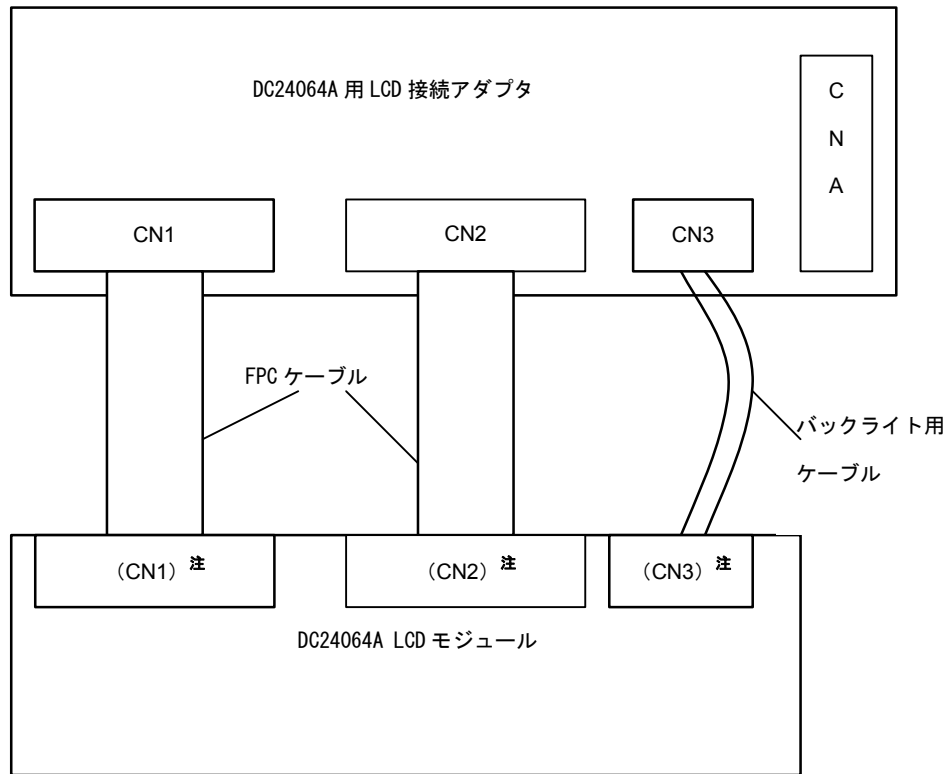 DC24064A 用 LCD 接続アダプタ
C
N
A
CN1
CN2
CN3
FPC ケーブル
バックライト用
ケーブル
(CN1) 注
(CN2) 注
(CN3) 注
DC24064A LCD モジュール